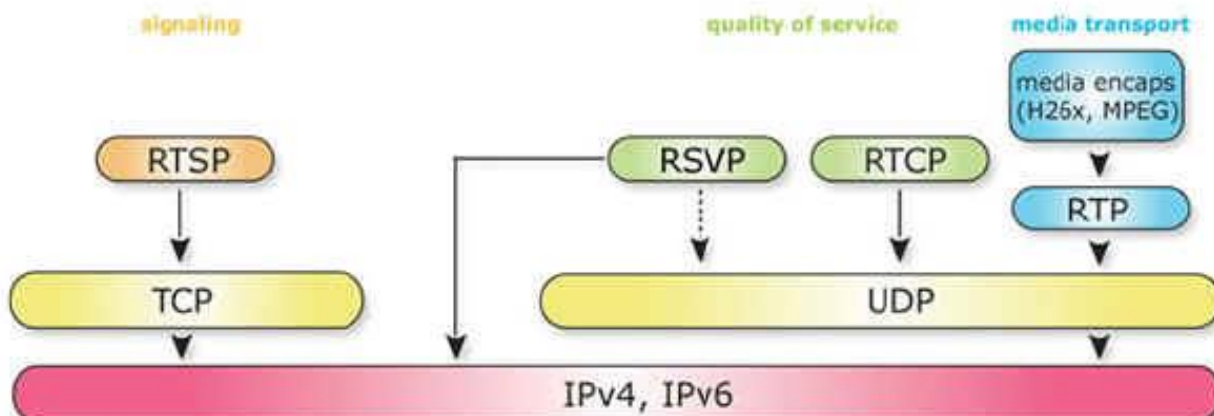 signaling
quality of service
media transport
media encaps
(H26x, MPEG)
RTSP
RSVP
RTCP
RTP
TCP
UDP
IPv4, IPv6